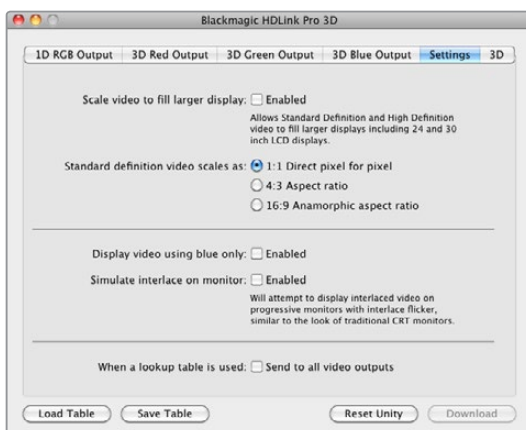 Blackmagic HDLink Pro 3D
1D RGB Output 3D Red Output 3D Green Output 3D Blue Output Settings 3D
Scale video to fill larger display: Enabled
Allows Standard Definition and High Definition
video to fill larger displays including 24 and 30
inch LCD displays.
Standard definition video scales as: 1:1 Direct pixel for pixel
4:3 Aspect ratio
16:9 Anamorphic aspect ratio
Display video using blue only: Enabled
Simulate interlace on monitor: Enabled
Will attempt to display interlaced video on
progressive monitors with interlace flicker,
similar to the look of traditional CRT monitors.
When a lookup table is used: Send to all video outputs
Load Table Save Table Reset Unity Download